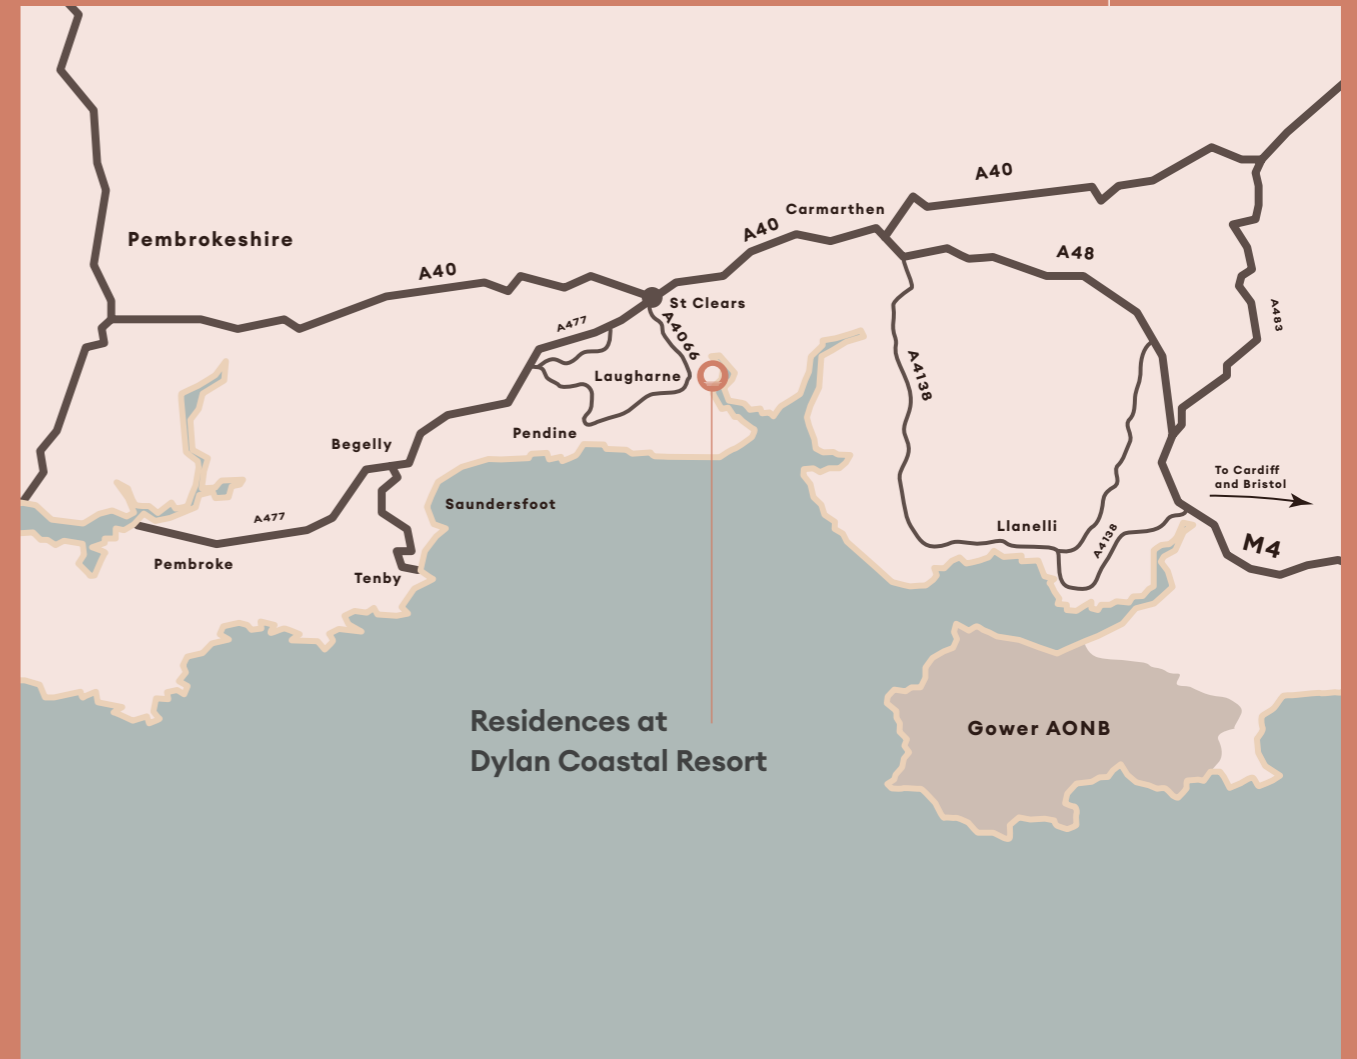 A40
Carmarthen
A40
Pembrokeshire
A48
A40
St Clears
A483
A477
A4066
Laugharne
A4138
Pendine
Begelly
To Cardiff
and Bristol
Saundersfoot
A477
Llanelli
A4138
M4
Pembroke
Tenby
Residences at
Dylan Coastal Resort
Gower AONB